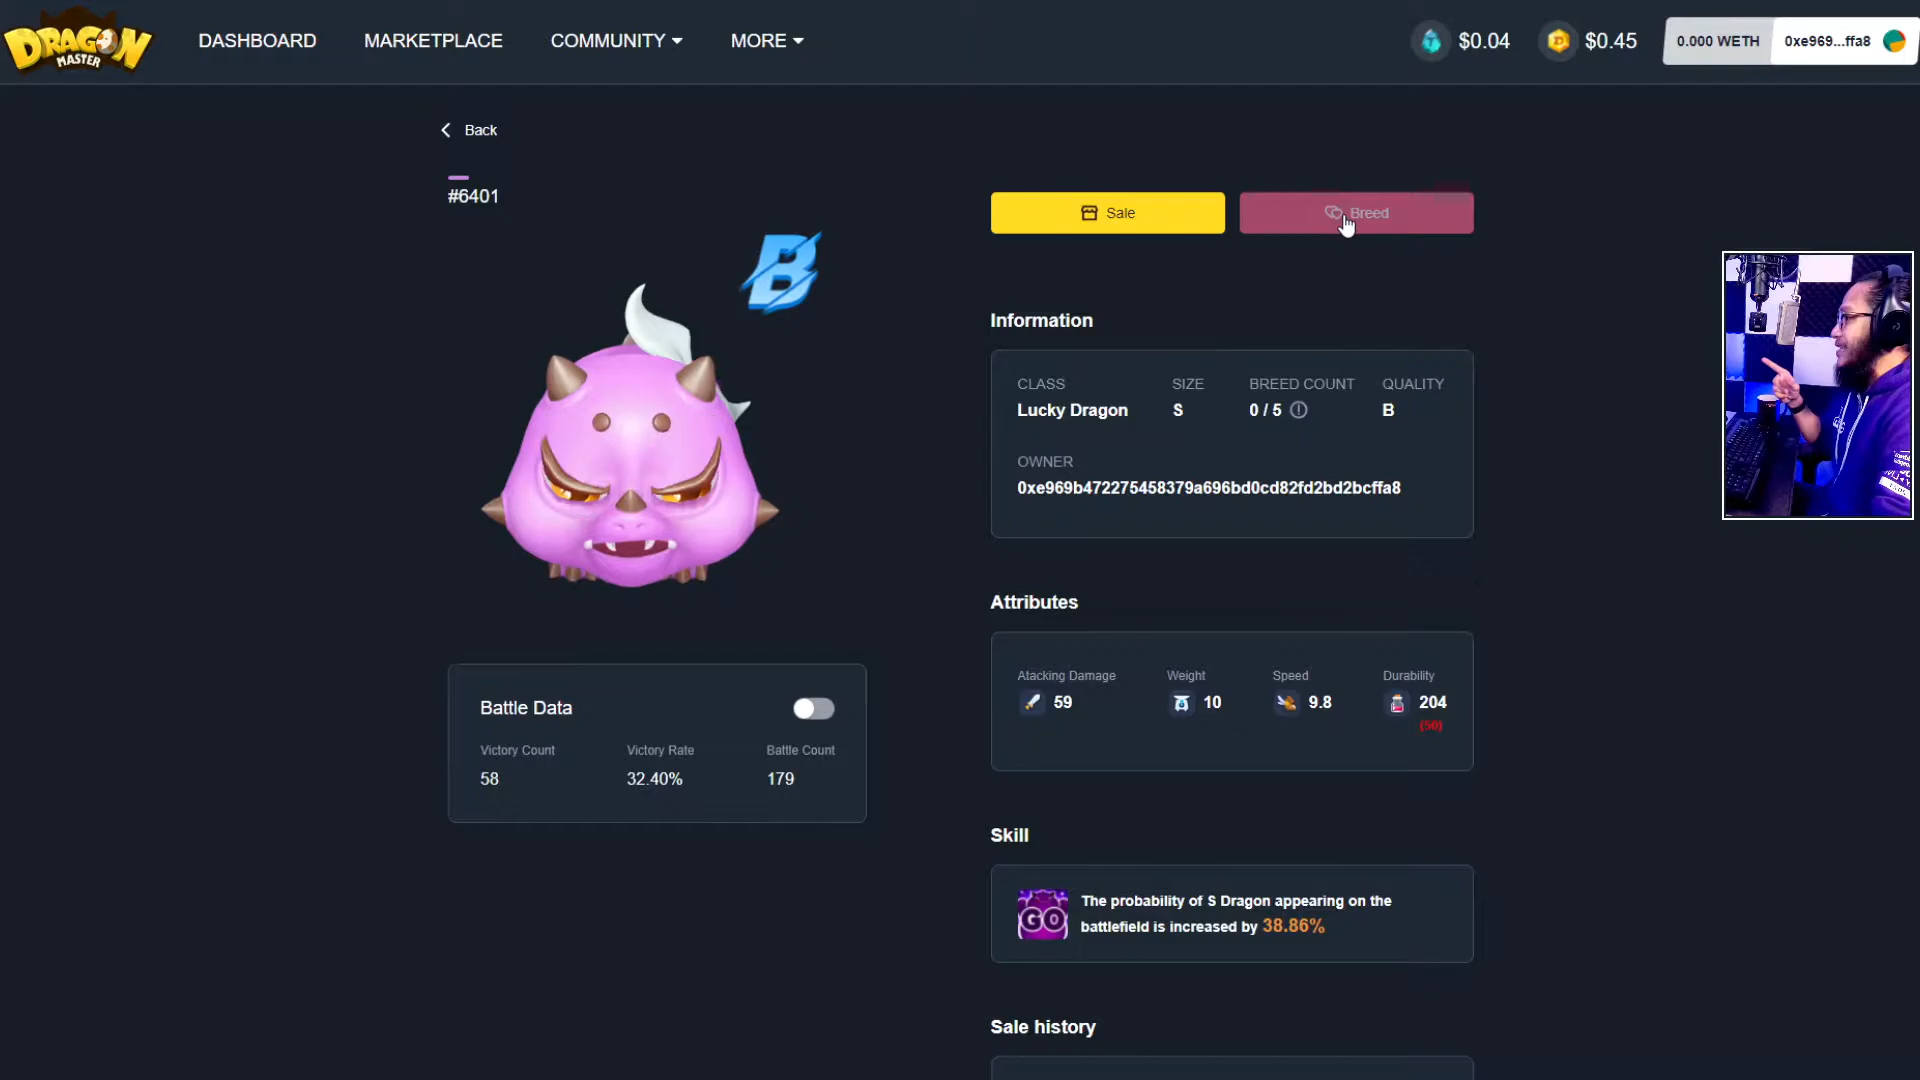 DRAGON MASTER
DASHBOARD
MARKETPLACE
COMMUNITY
MORE
$0.04
$0.45
0.000 WETH
0xe969...ffa8
Back
#6401
B
Sale
Breed
Information
CLASS SIZE BREED COUNT QUALITY
Lucky Dragon S 0 / 5 B
OWNER
0xe969b472275458379a696bd0cd82fd2bd2bcffa8
Attributes
Atacking Damage Weight Speed Durability
59 10 9.8 204
(50)
Battle Data
Victory Count Victory Rate Battle Count
58 32.40% 179
Skill
GO
The probability of S Dragon appearing on the
battlefield is increased by 38.86%
Sale history